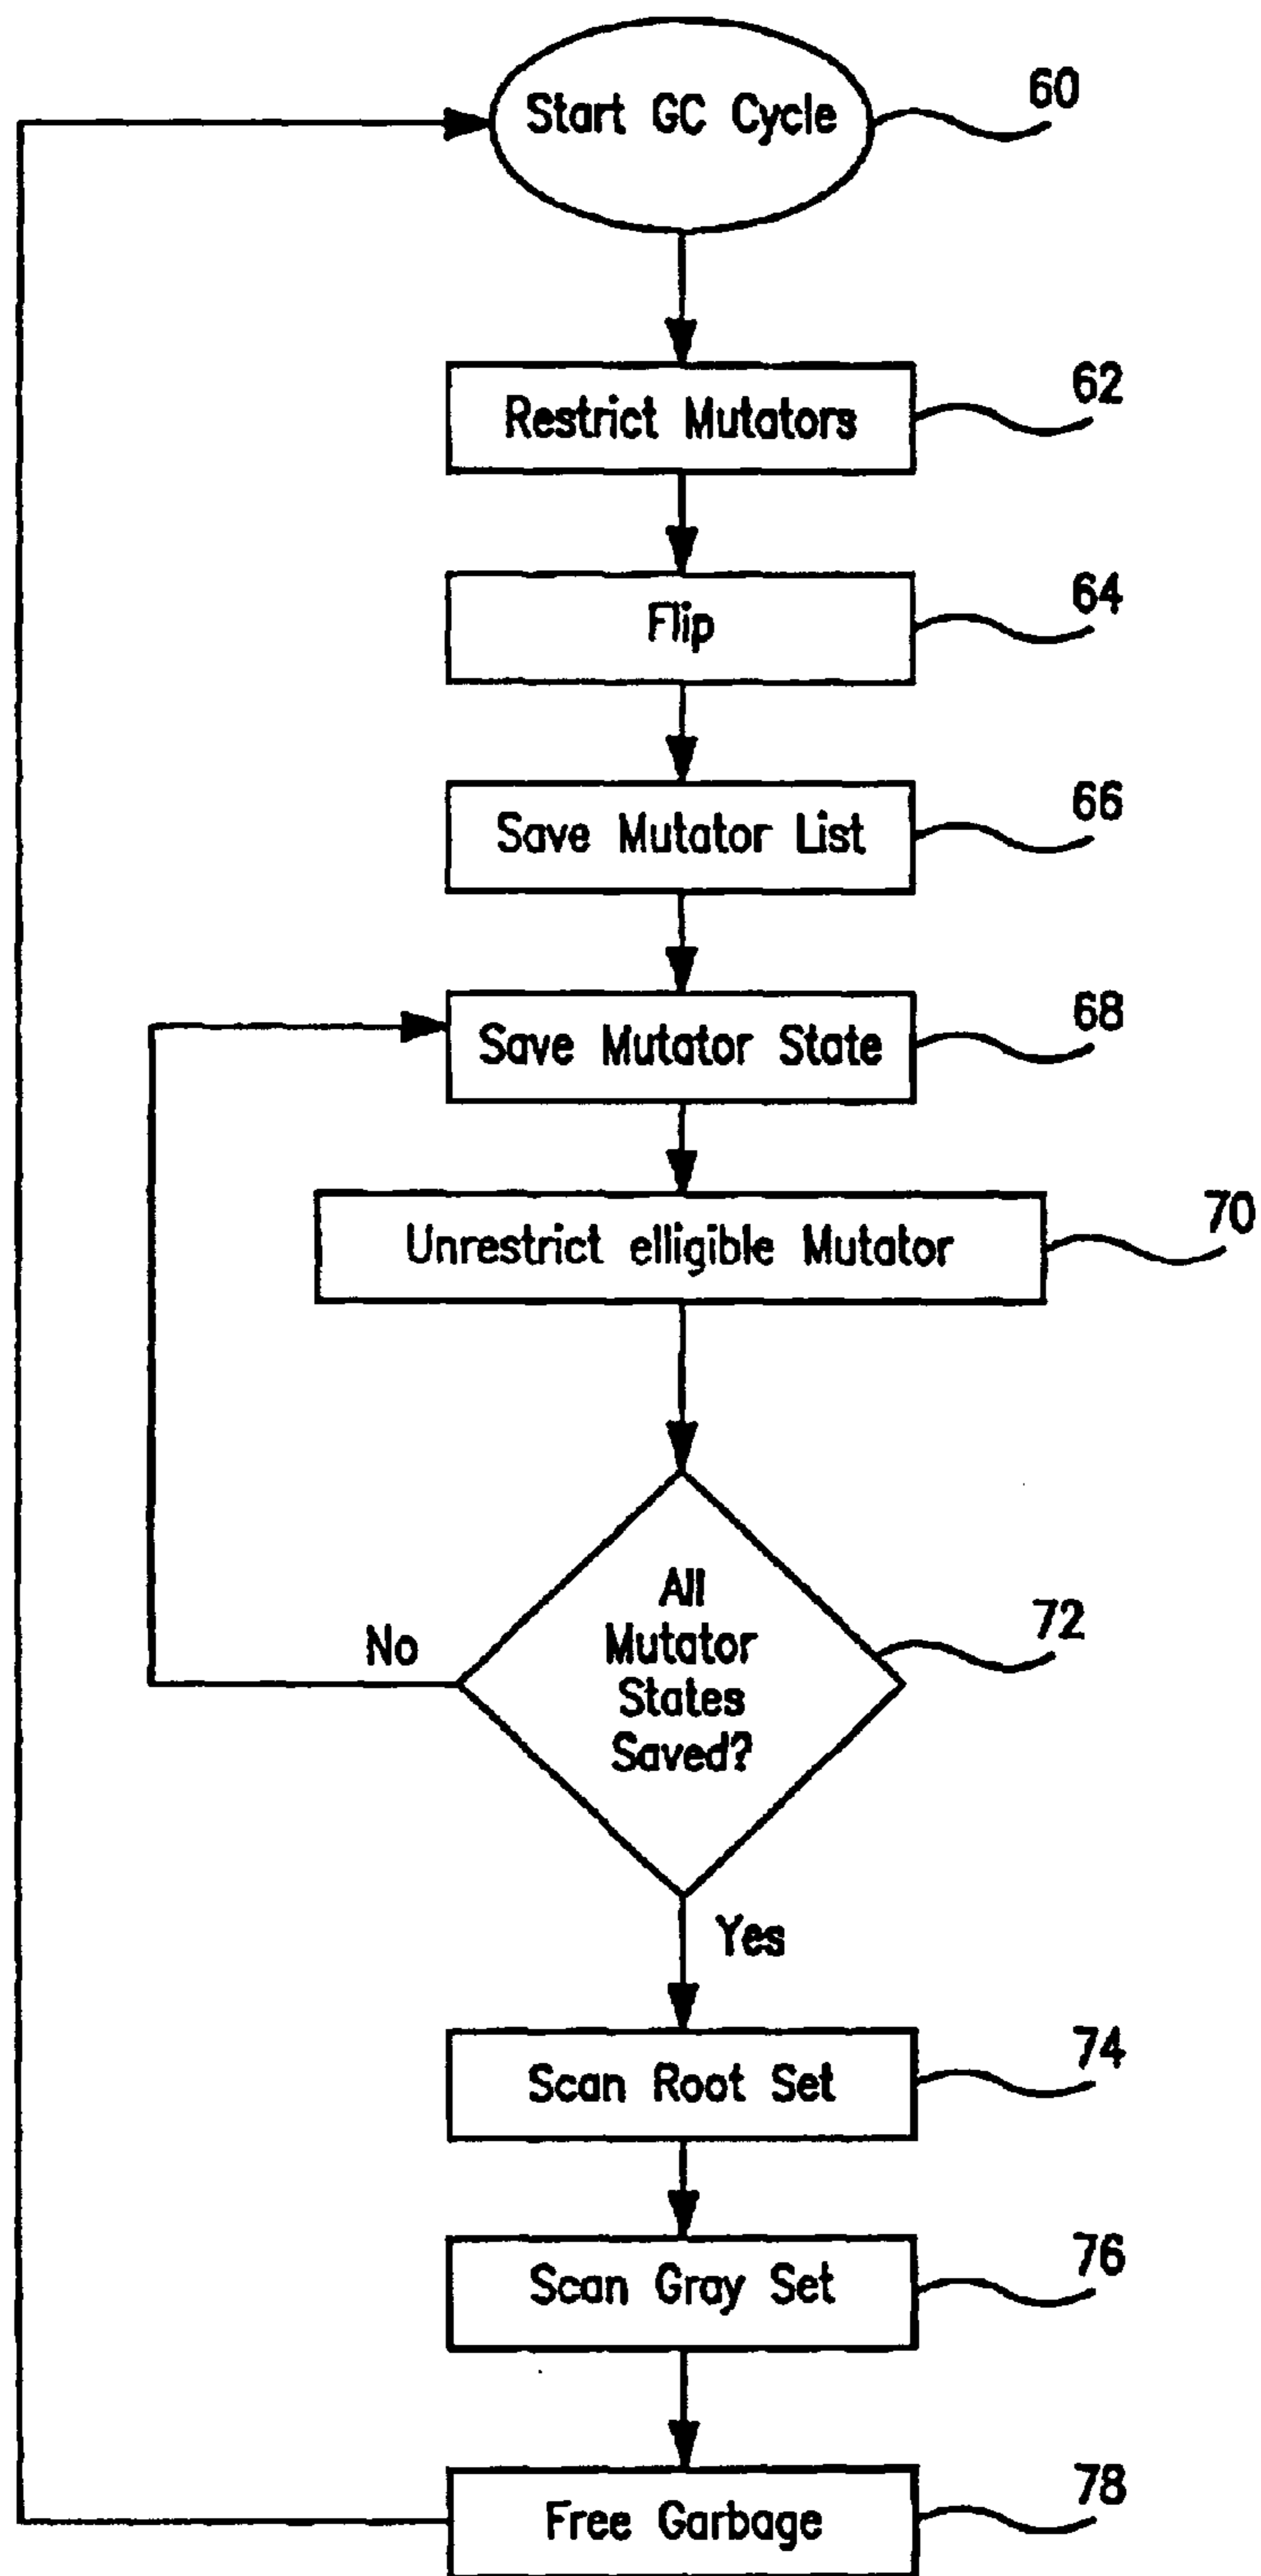 Start GC Cycle
60
Restrict Mutators
62
Flip
64
Save Mutator List
66
Save Mutator State
68
Unrestrict elligible Mutator
70
All
Mutator
States
Saved?
72
No
Yes
Scan Root Set
74
Scan Gray Set
76
Free Garbage
78